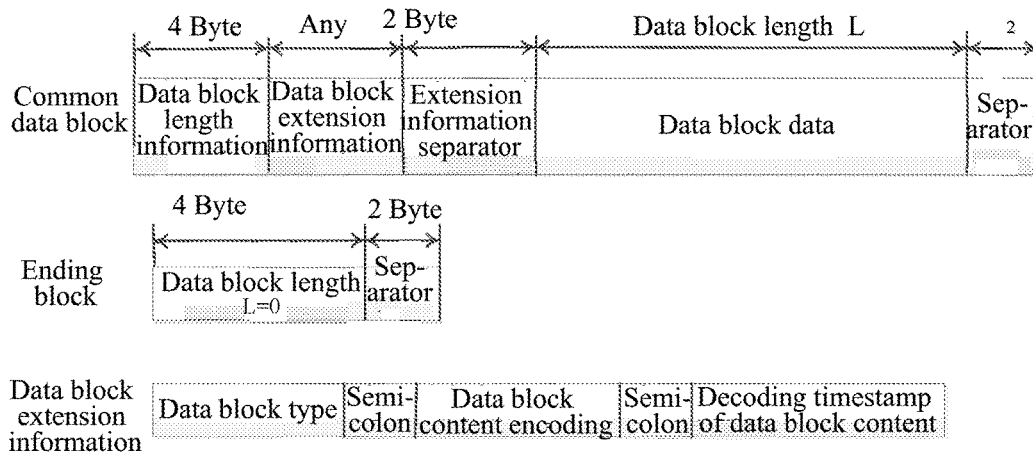 4 Byte Any 2 Byte Data block length L 2
Common data block
Data block length information
Data block extension information
Extension information separator
Data block data
Sep-arator
4 Byte 2 Byte
Ending block
Data block length L=0
Sep-arator
Data block extension information
Data block type
Semi-colon
Data block content encoding
Semi-colon
Decoding timestamp of data block content